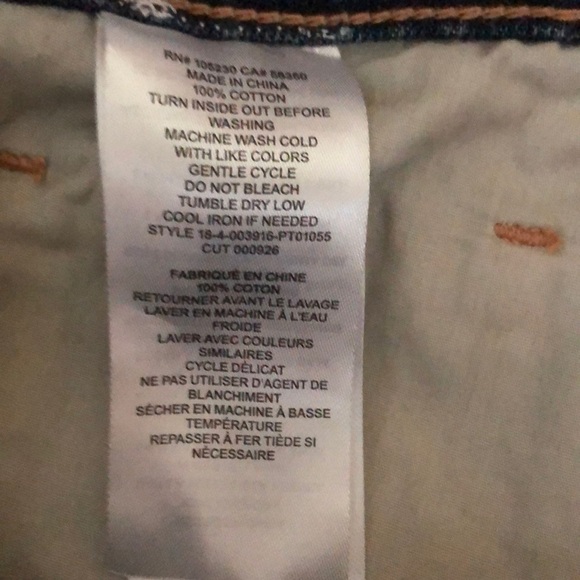 RN# 105230 CA# 56360
MADE IN CHINA
100% COTTON
TURN INSIDE OUT BEFORE
WASHING
MACHINE WASH COLD
WITH LIKE COLORS
GENTLE CYCLE
DO NOT BLEACH
TUMBLE DRY LOW
COOL IRON IF NEEDED
STYLE 18-4-003916-PT01055
CUT 000926
FABRIQUÉ EN CHINE
100% COTON
RETOURNER AVANT LE LAVAGE
LAVER EN MACHINE À L'EAU
FROIDE
LAVER AVEC COULEURS
SIMILAIRES
CYCLE DÉLICAT
NE PAS UTILISER D'AGENT DE
BLANCHIMENT
SÉCHER EN MACHINE À BASSE
TEMPÉRATURE
REPASSER À FER TIÈDE SI
NÉCESSAIRE